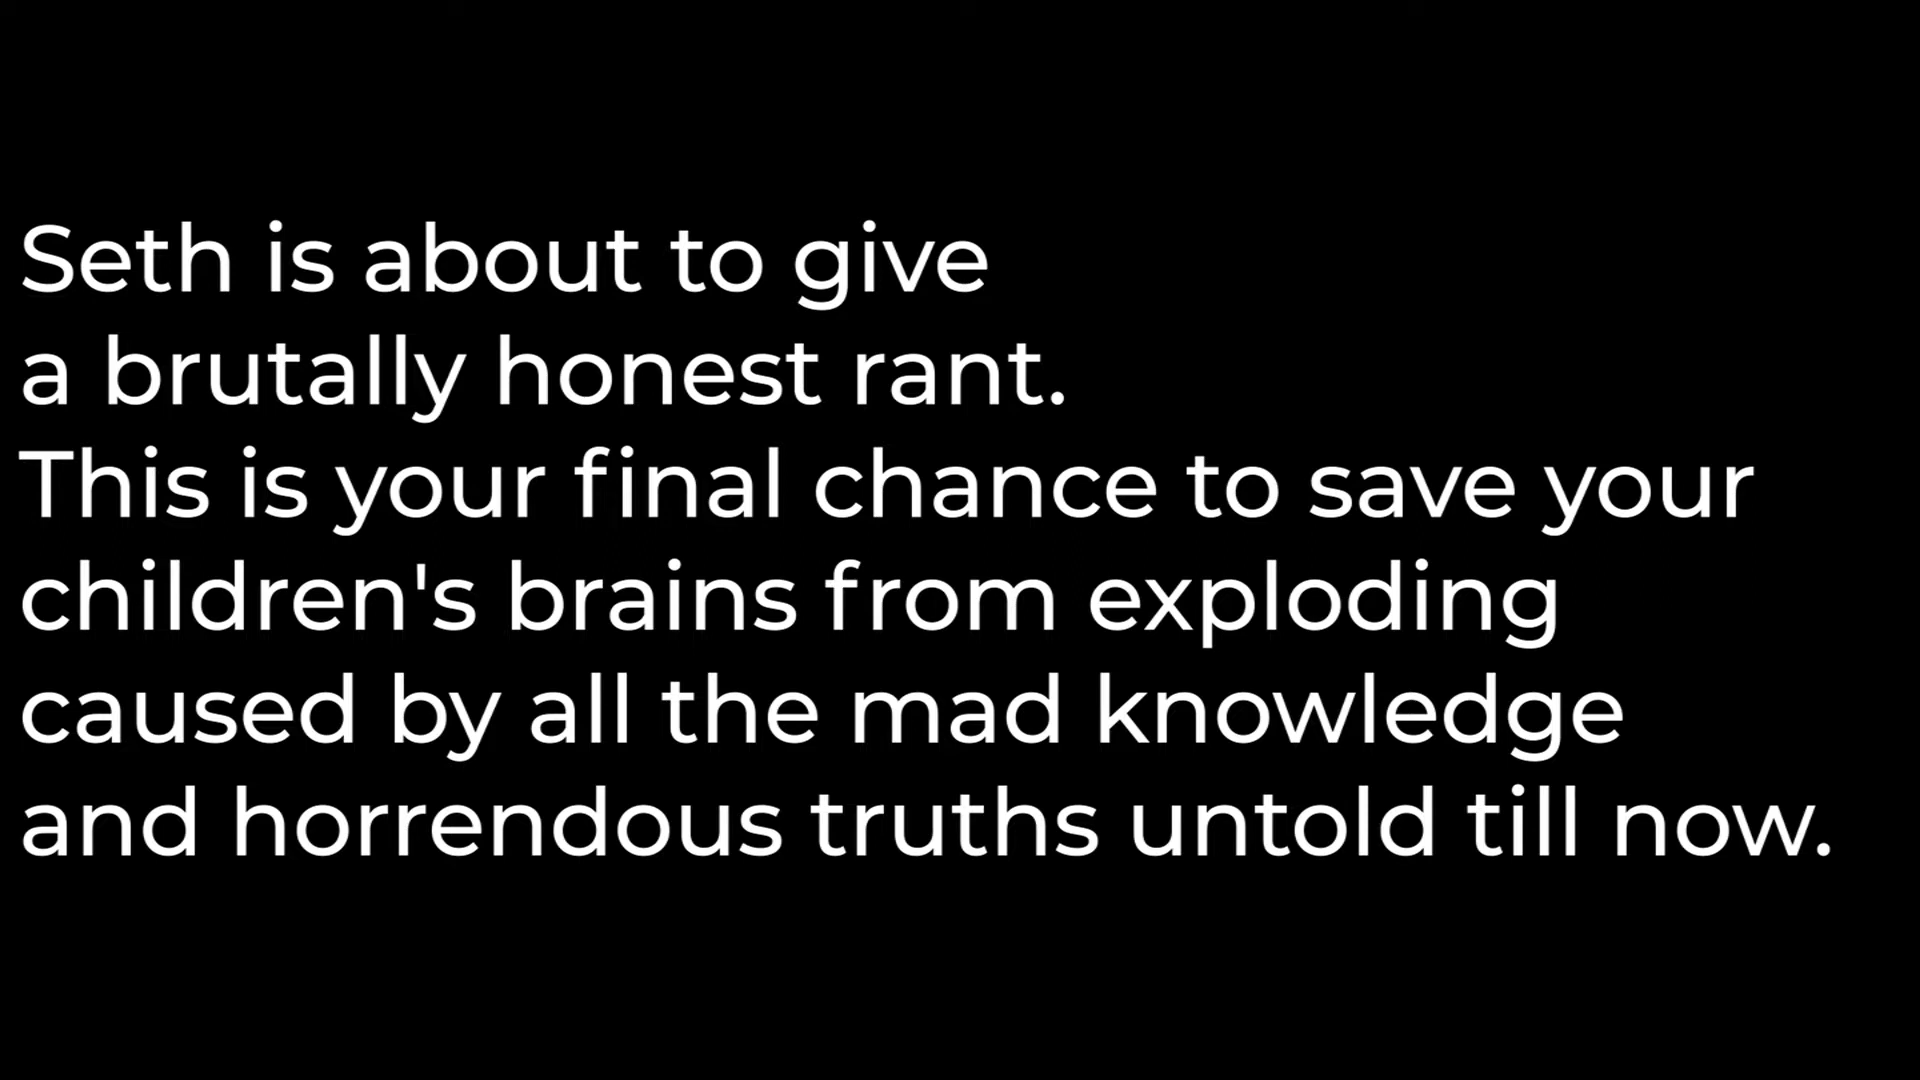 Seth is about to give
a brutally honest rant.
This is your final chance to save your
children's brains from exploding
caused by all the mad knowledge
and horrendous truths untold till now.